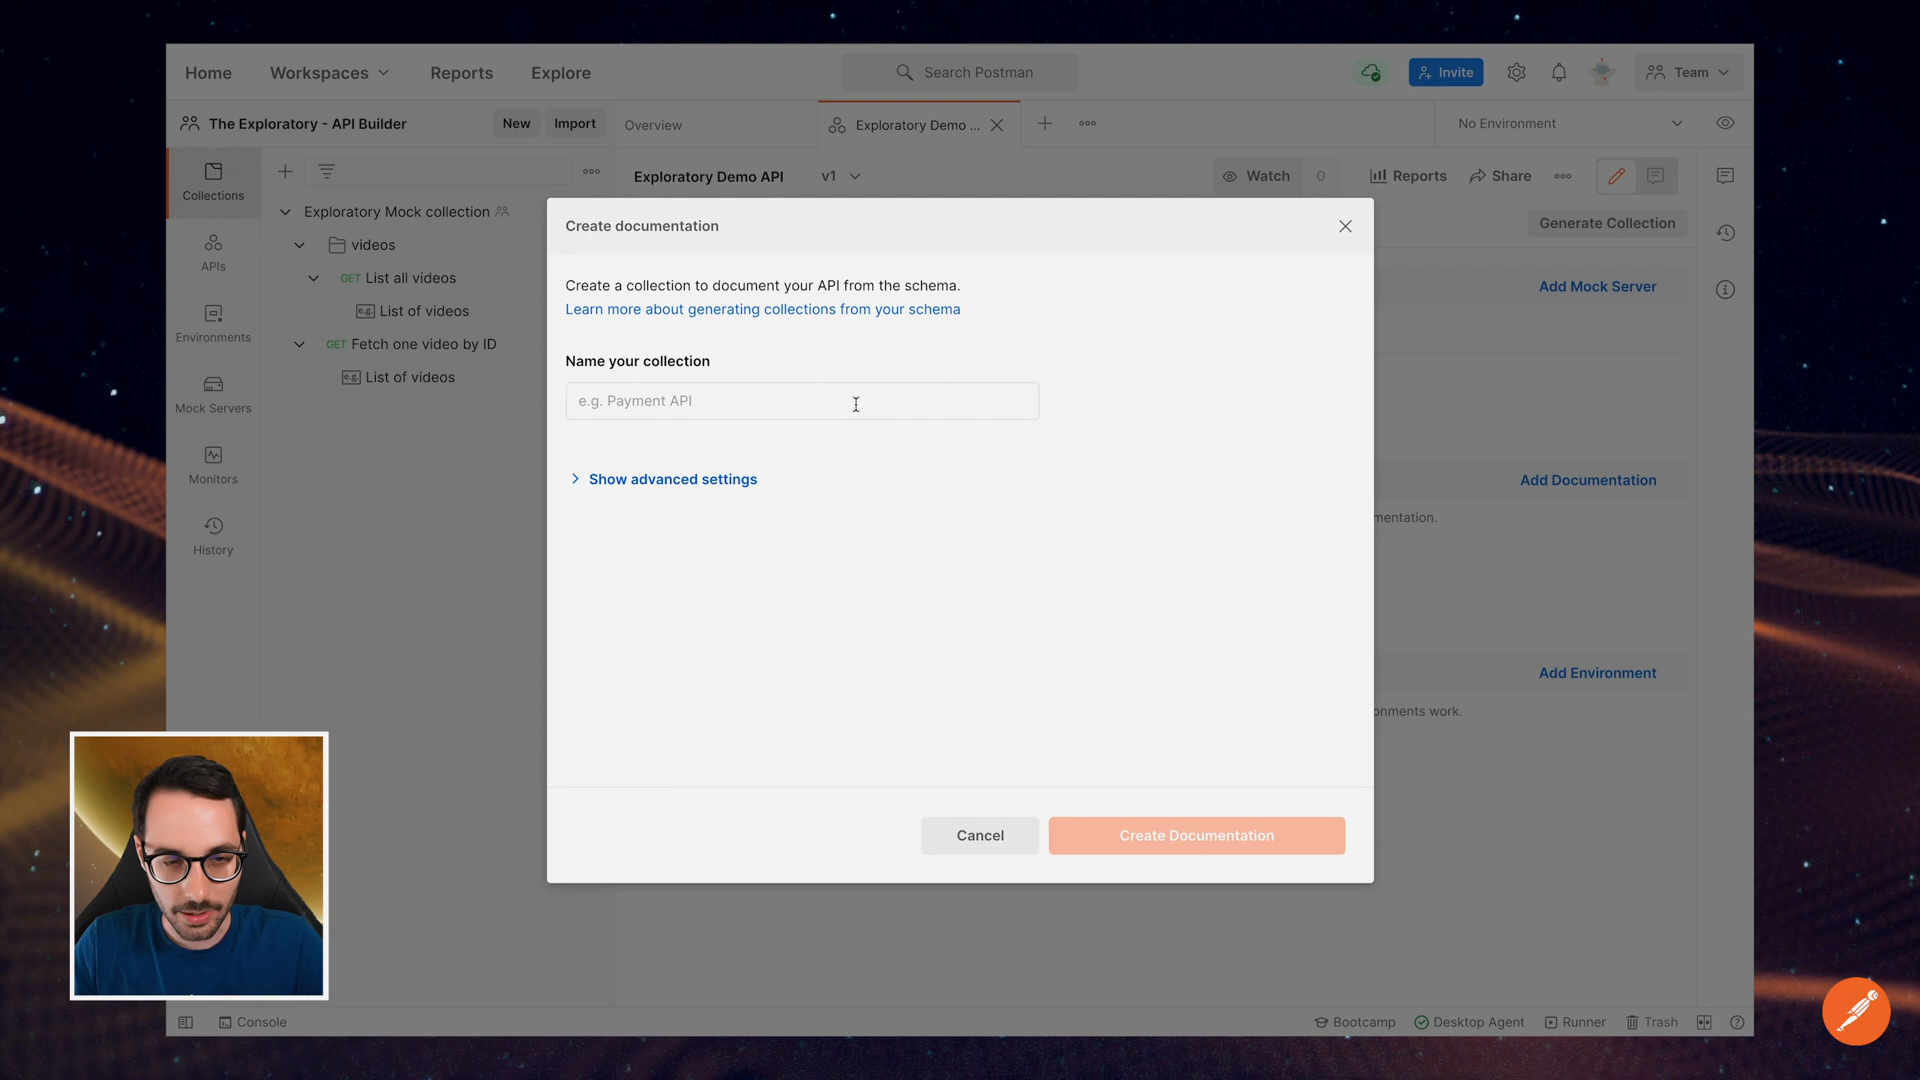 Home
Workspaces
Reports
Explore
Search Postman
Invite
Team
The Exploratory - API Builder
New
Import
Overview
Exploratory Demo ...
No Environment
Collections
Exploratory Demo API
v1
Watch
0
Reports
Share
Exploratory Mock collection
Generate Collection
videos
APIs
GET List all videos
Add Mock Server
e.g. List of videos
Environments
GET Fetch one video by ID
e.g. List of videos
Mock Servers
Monitors
History
Create documentation
Create a collection to document your API from the schema.
Learn more about generating collections from your schema
Name your collection
e.g. Payment API
Show advanced settings
Cancel
Create Documentation
Add Documentation
mentation.
Add Environment
onments work.
Console
Bootcamp
Desktop Agent
Runner
Trash